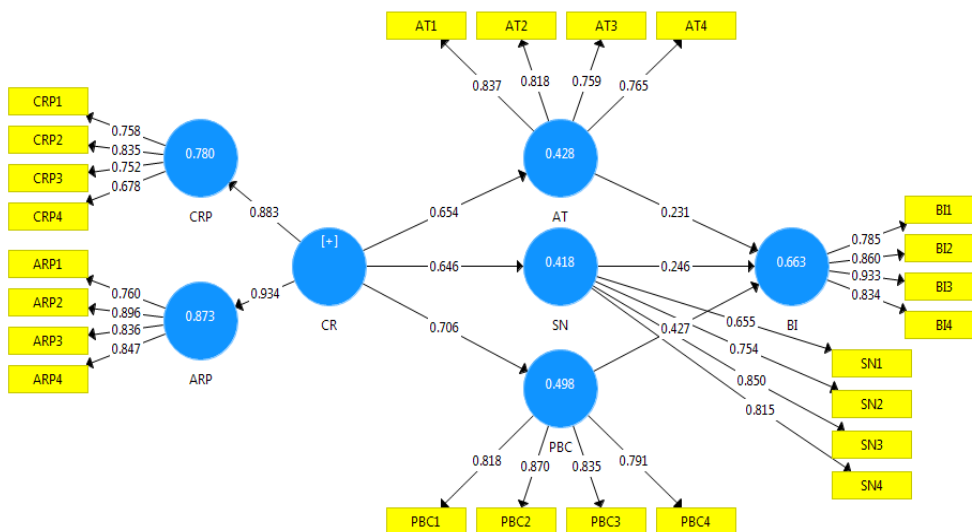 AT1 AT2 AT3 AT4
0.837 0.818 0.759 0.765
CRP1
CRP2
CRP3
CRP4
0.758
0.835
0.752
0.678
0.780
CRP
0.883
ARP1
ARP2
ARP3
ARP4
0.760
0.896
0.836
0.847
0.873
ARP
0.934
[+]
CR
0.654
0.646
0.706
0.428
AT
0.418
SN
0.498
PBC
0.231
0.246
0.427
0.663
BI
0.785
0.860
0.933
0.834
BI1
BI2
BI3
BI4
0.655
0.754
0.850
0.815
SN1
SN2
SN3
SN4
0.818 0.870 0.835 0.791
PBC1 PBC2 PBC3 PBC4